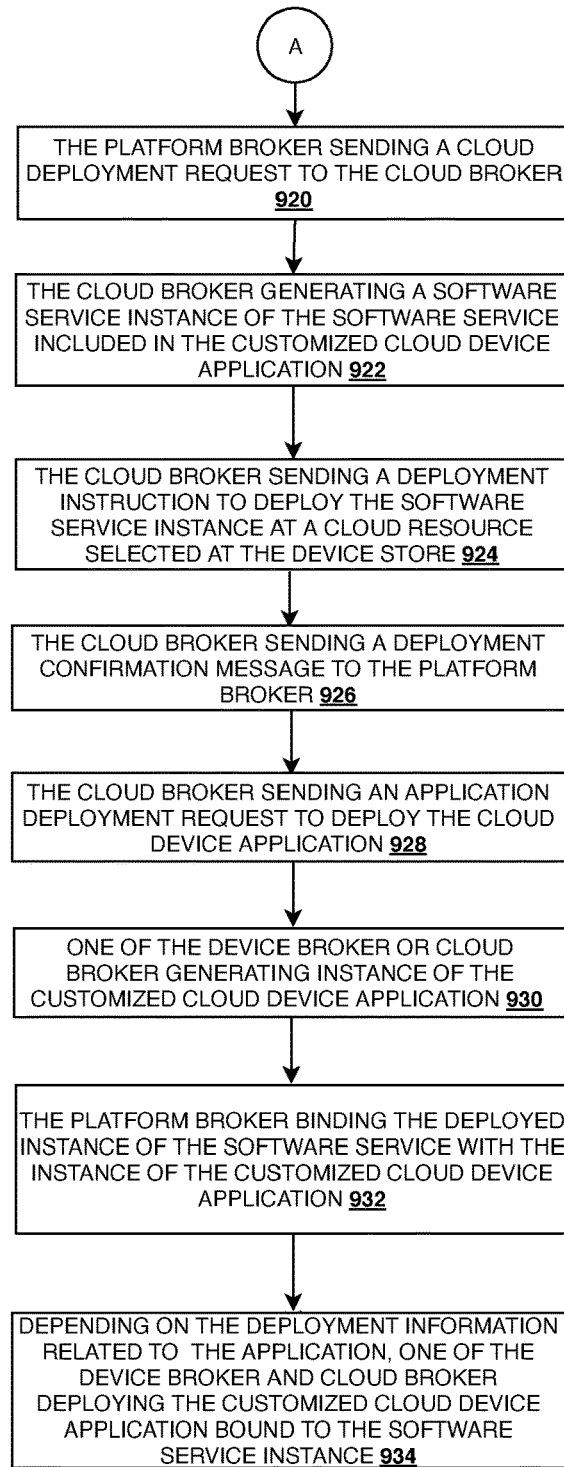 A
THE PLATFORM BROKER SENDING A CLOUD
DEPLOYMENT REQUEST TO THE CLOUD BROKER
920
THE CLOUD BROKER GENERATING A SOFTWARE
SERVICE INSTANCE OF THE SOFTWARE SERVICE
INCLUDED IN THE CUSTOMIZED CLOUD DEVICE
APPLICATION 922
THE CLOUD BROKER SENDING A DEPLOYMENT
INSTRUCTION TO DEPLOY THE SOFTWARE
SERVICE INSTANCE AT A CLOUD RESOURCE
SELECTED AT THE DEVICE STORE 924
THE CLOUD BROKER SENDING A DEPLOYMENT
CONFIRMATION MESSAGE TO THE PLATFORM
BROKER 926
THE CLOUD BROKER SENDING AN APPLICATION
DEPLOYMENT REQUEST TO DEPLOY THE CLOUD
DEVICE APPLICATION 928
ONE OF THE DEVICE BROKER OR CLOUD
BROKER GENERATING INSTANCE OF THE
CUSTOMIZED CLOUD DEVICE APPLICATION 930
THE PLATFORM BROKER BINDING THE DEPLOYED
INSTANCE OF THE SOFTWARE SERVICE WITH THE
INSTANCE OF THE CUSTOMIZED CLOUD DEVICE
APPLICATION 932
DEPENDING ON THE DEPLOYMENT INFORMATION
RELATED TO THE APPLICATION, ONE OF THE
DEVICE BROKER AND CLOUD BROKER
DEPLOYING THE CUSTOMIZED CLOUD DEVICE
APPLICATION BOUND TO THE SOFTWARE
SERVICE INSTANCE 934